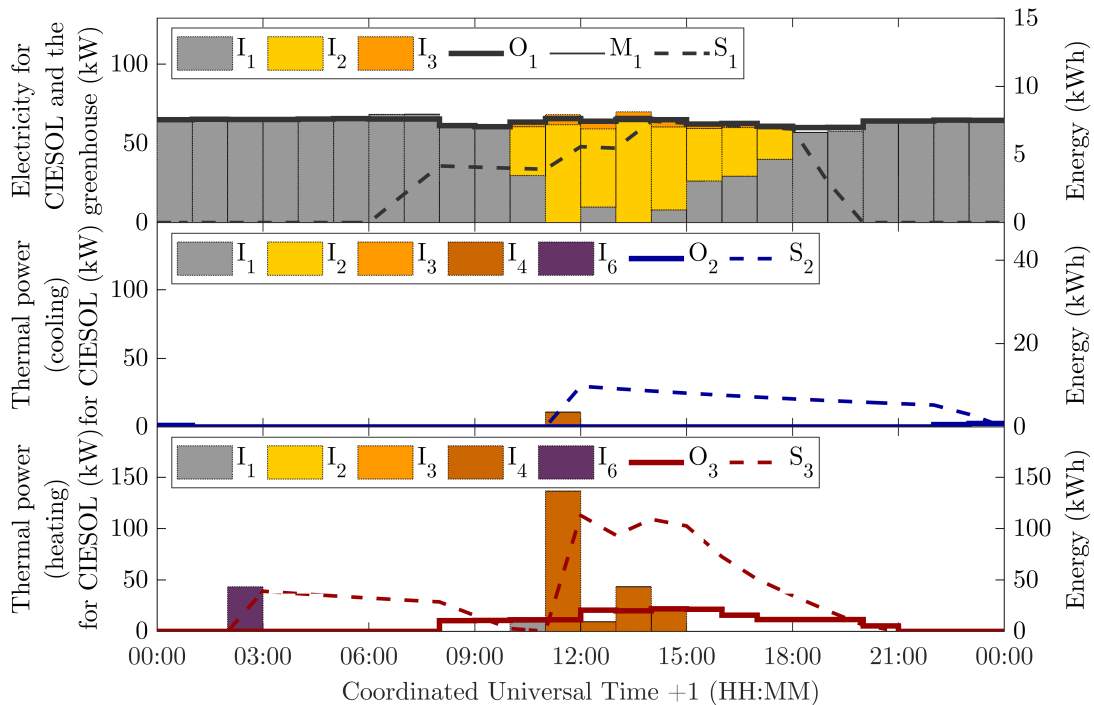 Electricity for
CIESOL and the
greenhouse (kW)
100
50
0
I1 I2 I3 O1 M1 S1
15
10
5
0
Energy (kWh)
Thermal power
(cooling)
for CIESOL (kW)
100
50
0
I1 I2 I3 I4 I6 O2 S2
40
20
0
Energy (kWh)
Thermal power
(heating)
for CIESOL (kW)
150
100
50
0
I1 I2 I3 I4 I6 O3 S3
150
100
50
0
Energy (kWh)
00:00 03:00 06:00 09:00 12:00 15:00 18:00 21:00 00:00
Coordinated Universal Time +1 (HH:MM)